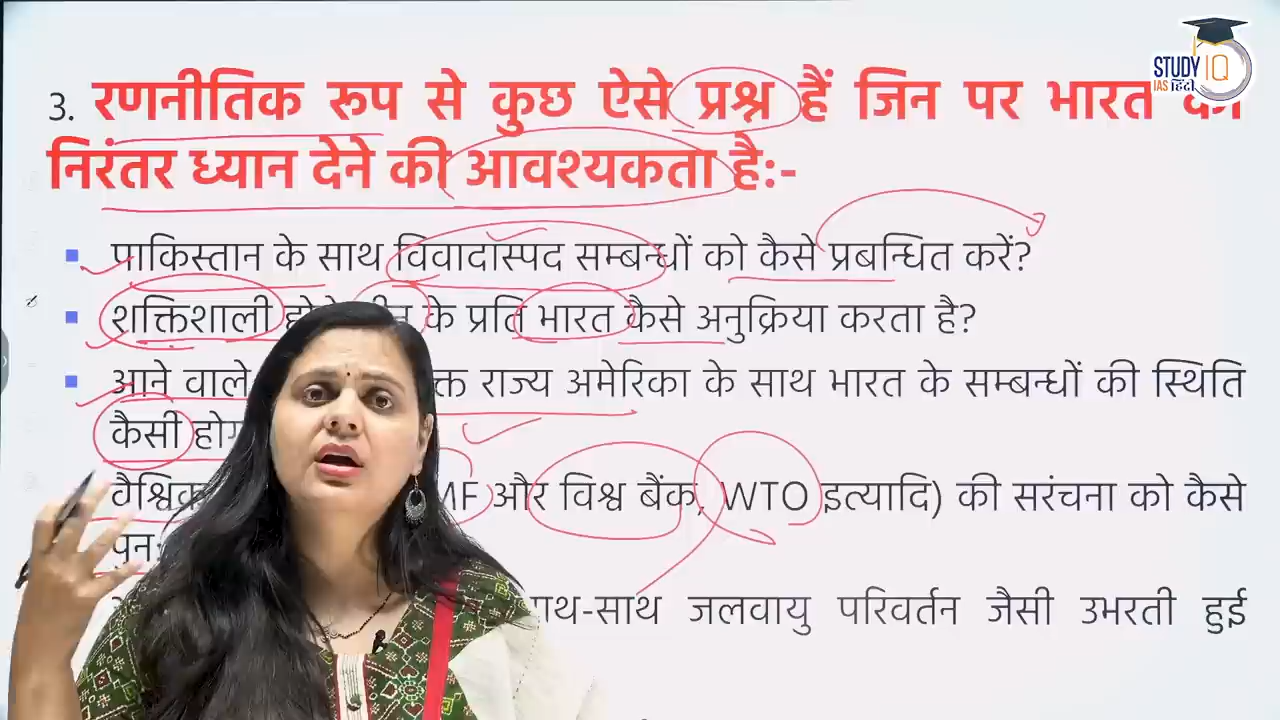 STUDY IQ
IAS हिंदी
3. रणनीतिक रूप से कुछ ऐसे प्रश्न हैं जिन पर भारत को
निरंतर ध्यान देने की आवश्यकता है:-
पाकिस्तान के साथ विवादास्पद सम्बन्धों को कैसे प्रबन्धित करें?
शक्तिशाली के प्रति भारत कैसे अनुक्रिया करता है?
आने वाले राज्य अमेरिका के साथ भारत के सम्बन्धों की स्थिति
कैसी
और विश्व बैंक, WTO इत्यादि) की सरंचना को कैसे
साथ-साथ जलवायु परिवर्तन जैसी उभरती हुई